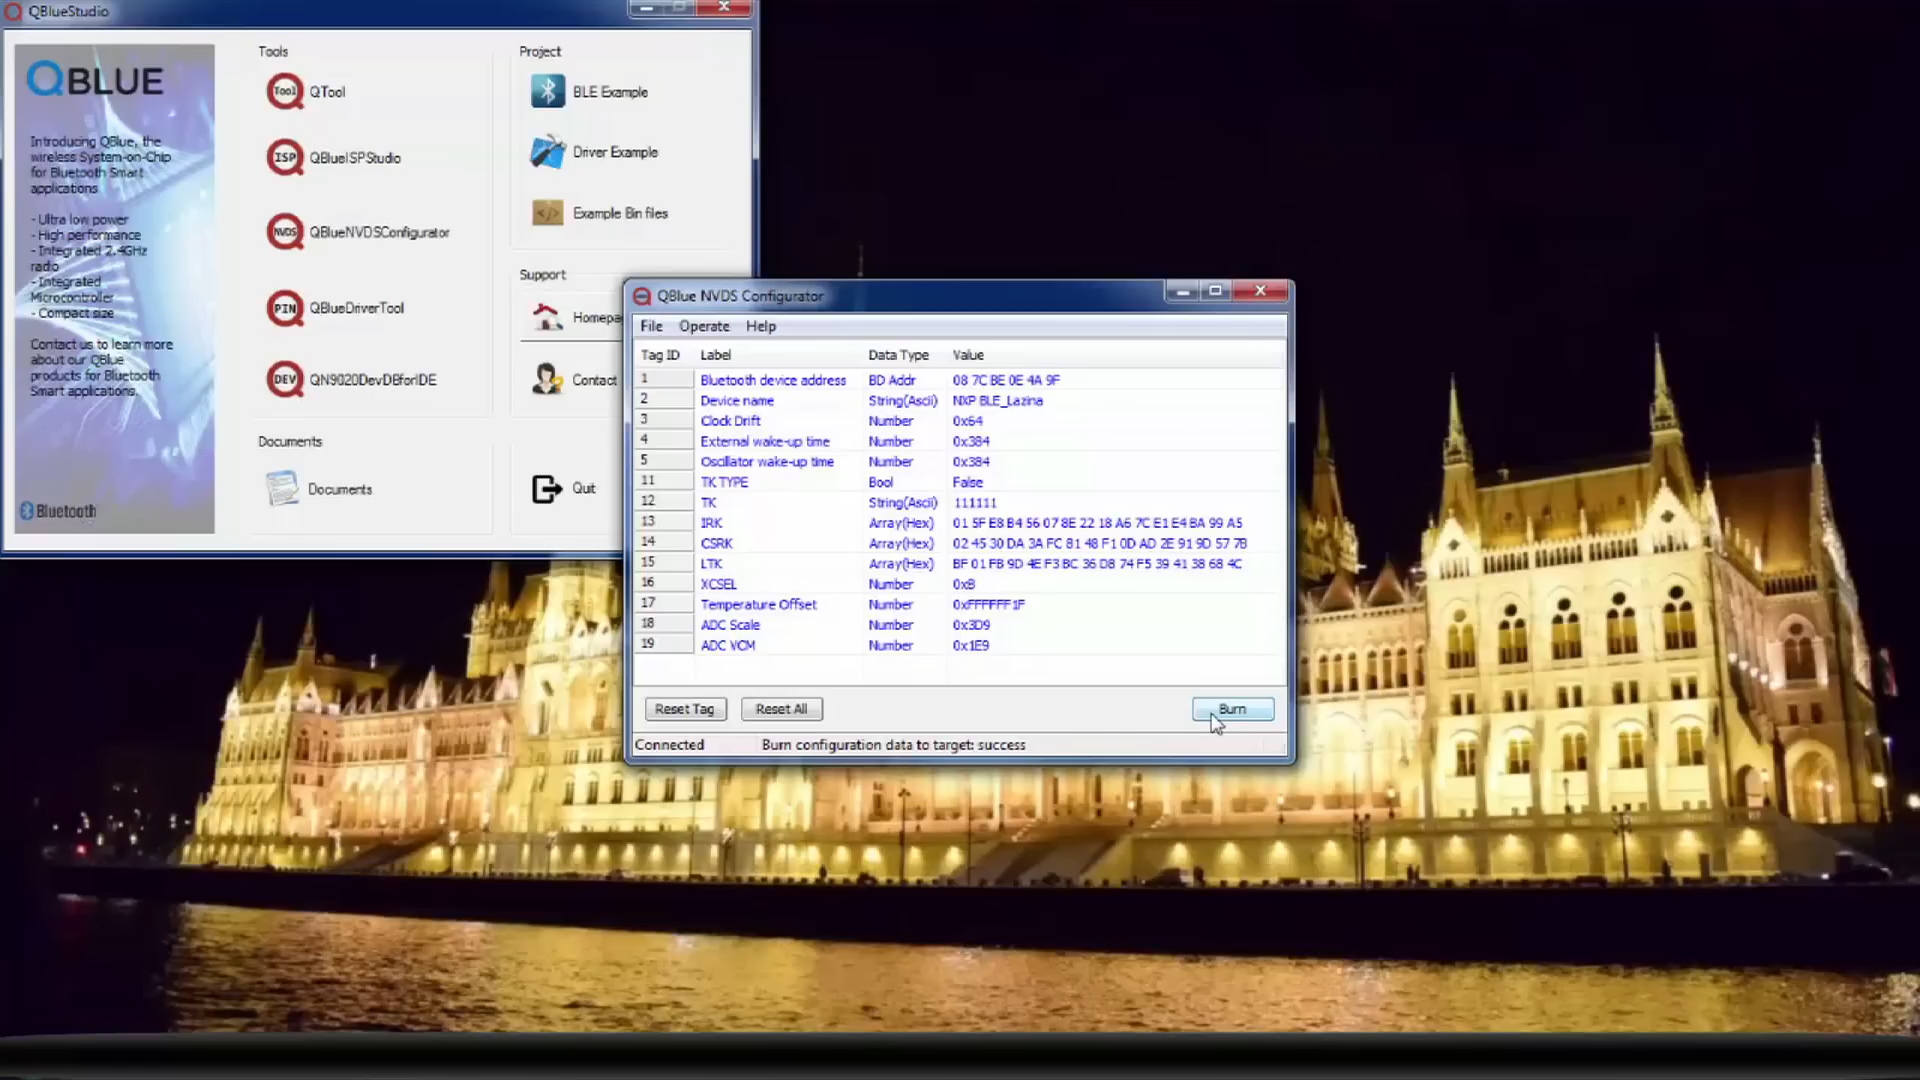 QBlueStudio
QBLUE
Introducing QBlue, the
wireless System-on-Chip
for Bluetooth Smart
applications
- Ultra low power
- High performance
- Integrated 2.4GHz
radio
- Integrated
Microcontroller
- Compact size
Contact us to learn more
about our QBlue
products for Bluetooth
Smart applications.
Bluetooth
Tools
Tool QTool
ISP QBlueISPStudio
NVDS QBlueNVDSConfigurator
PIN QBlueDriverTool
DEV QN9020DevDBforIDE
Documents
Documents
Project
BLE Example
Driver Example
Example Bin files
Support
Homepa
Contact
Quit
QBlue NVDS Configurator
File Operate Help
Tag ID Label Data Type Value
1 Bluetooth device address BD Addr 08 7C BE 0E 4A 9F
2 Device name String(Ascii) NXP BLE_Lazina
3 Clock Drift Number 0x64
4 External wake-up time Number 0x384
5 Oscillator wake-up time Number 0x384
11 TK TYPE Bool False
12 TK String(Ascii) 111111
13 IRK Array(Hex) 01 5F E8 B4 56 07 8E 22 18 A6 7C E1 E4 BA 99 A5
14 CSRK Array(Hex) 02 45 30 DA 3A FC 81 48 F1 0D AD 2E 91 9D 57 7B
15 LTK Array(Hex) BF 01 FB 9D 4E F3 BC 36 D8 74 F5 39 41 38 68 4C
16 XCSEL Number 0xB
17 Temperature Offset Number 0xFFFFFF1F
18 ADC Scale Number 0x3D9
19 ADC VCM Number 0x1E9
Reset Tag Reset All Burn
Connected Burn configuration data to target: success